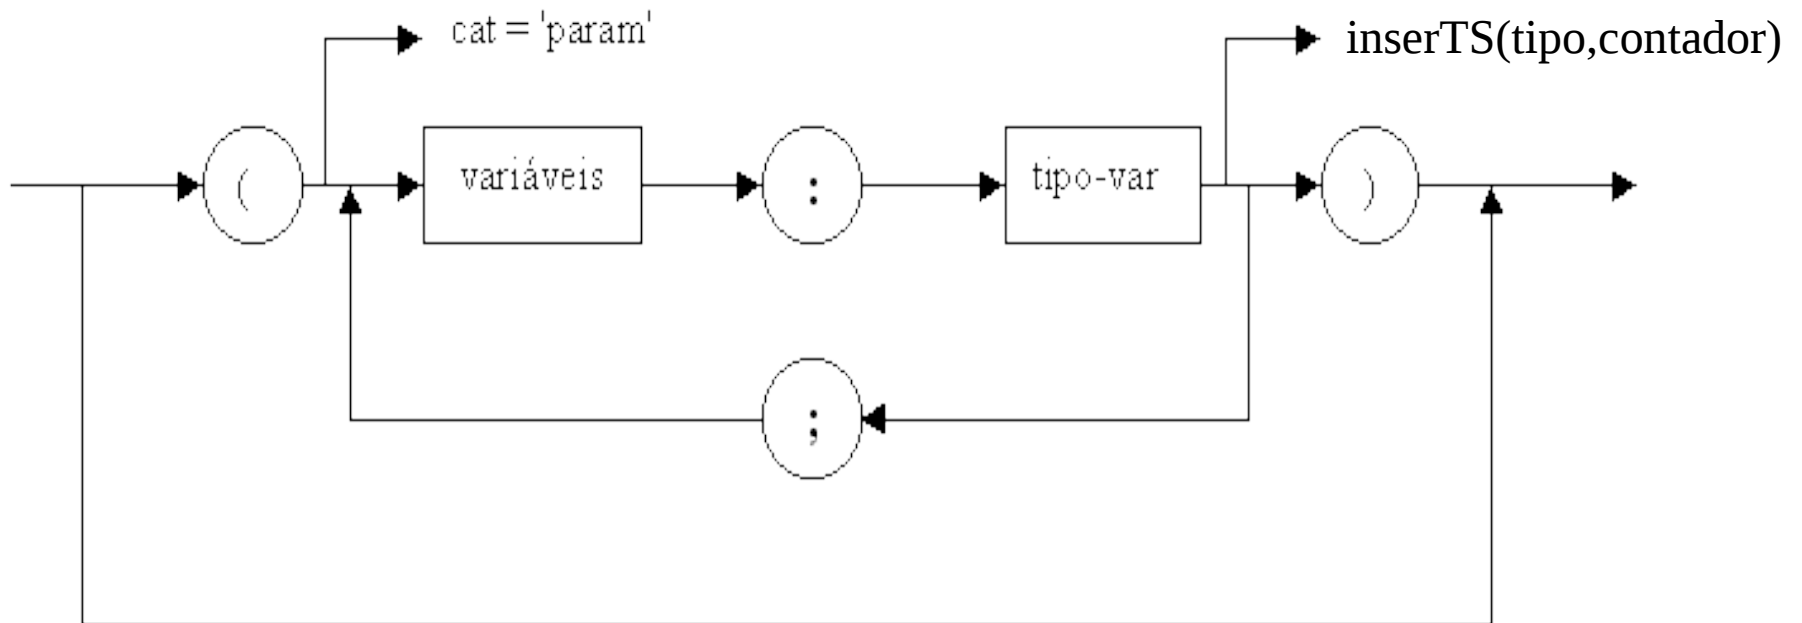 cat = 'param'
inserTS(tipo,contador)
(
variáveis
:
tipo-var
)
;